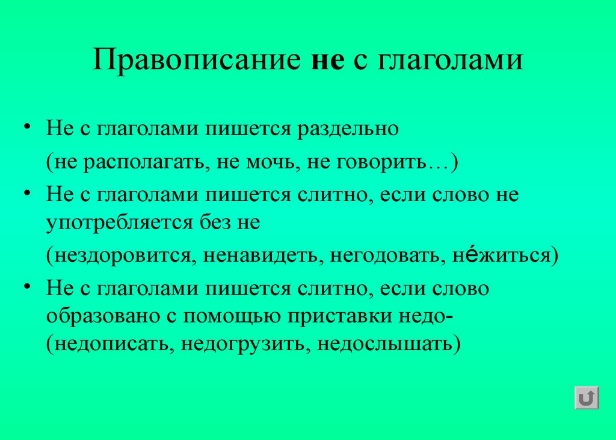 Правописание не с глаголами
• Не с глаголами пишется раздельно
(не располагать, не мочь, не говорить…)
• Не с глаголами пишется слитно, если слово не
употребляется без не
(нездоровится, ненавидеть, негодовать, не́житься)
• Не с глаголами пишется слитно, если слово
образовано с помощью приставки недо-
(недописать, недогрузить, недослышать)